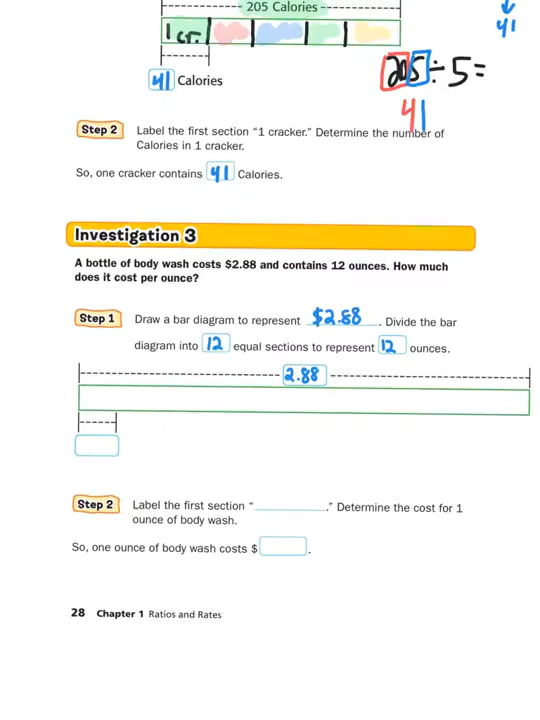 205 Calories
41
1 cr.
205 ÷ 5 =
41 Calories
41
Step 2 Label the first section “1 cracker.” Determine the number of
Calories in 1 cracker.
So, one cracker contains 41 Calories.
Investigation 3
A bottle of body wash costs $2.88 and contains 12 ounces. How much
does it cost per ounce?
Step 1 Draw a bar diagram to represent $2.88. Divide the bar
diagram into 12 equal sections to represent 12 ounces.
2.88
Step 2 Label the first section “____________.” Determine the cost for 1
ounce of body wash.
So, one ounce of body wash costs $ .
28 Chapter 1 Ratios and Rates